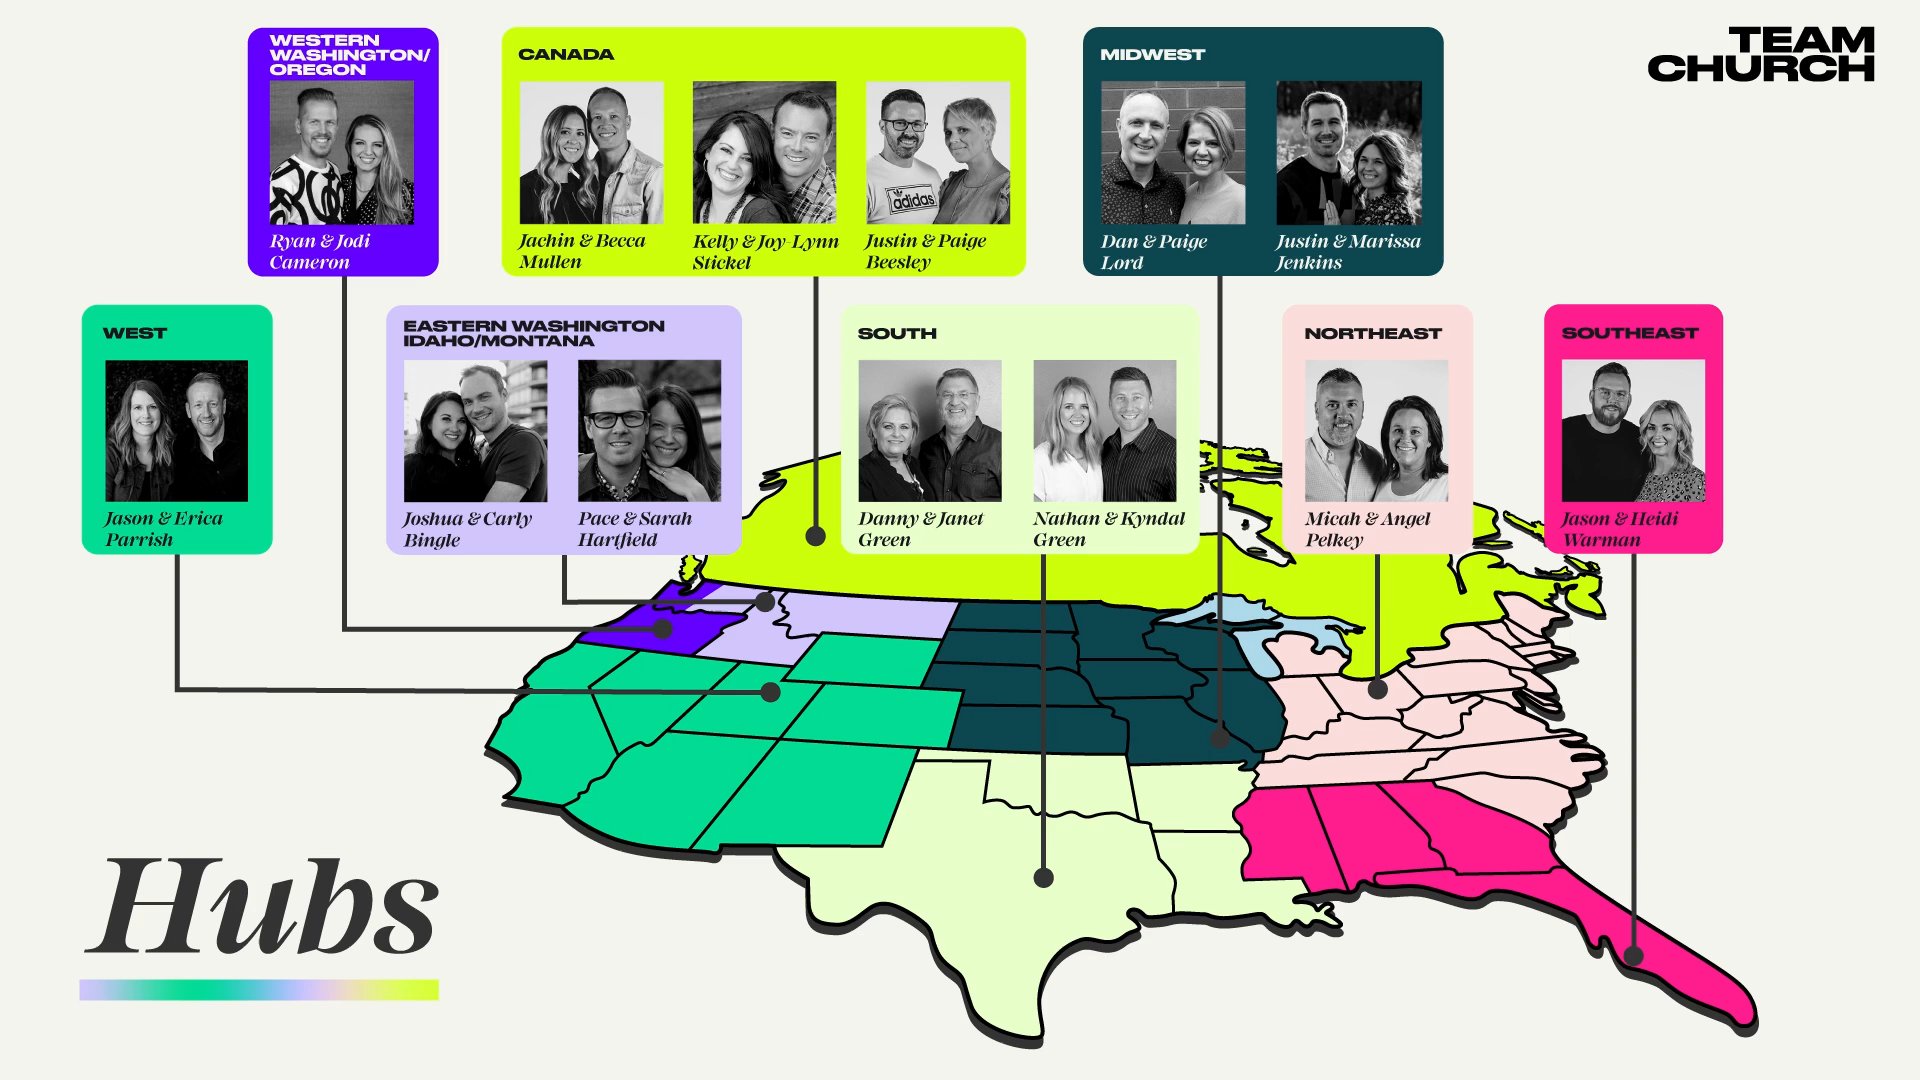 TEAM
CHURCH
WESTERN
WASHINGTON/
OREGON
Ryan & Jodi
Cameron
CANADA
Jachin & Becca
Mullen
Kelly & Joy-Lynn
Stickel
adidas
Justin & Paige
Beesley
MIDWEST
Dan & Paige
Lord
Justin & Marissa
Jenkins
WEST
Jason & Erica
Parrish
EASTERN WASHINGTON
IDAHO/MONTANA
Joshua & Carly
Bingle
Pace & Sarah
Hartfield
SOUTH
Danny & Janet
Green
Nathan & Kyndal
Green
NORTHEAST
Micah & Angel
Pelkey
SOUTHEAST
Jason & Heidi
Warman
Hubs